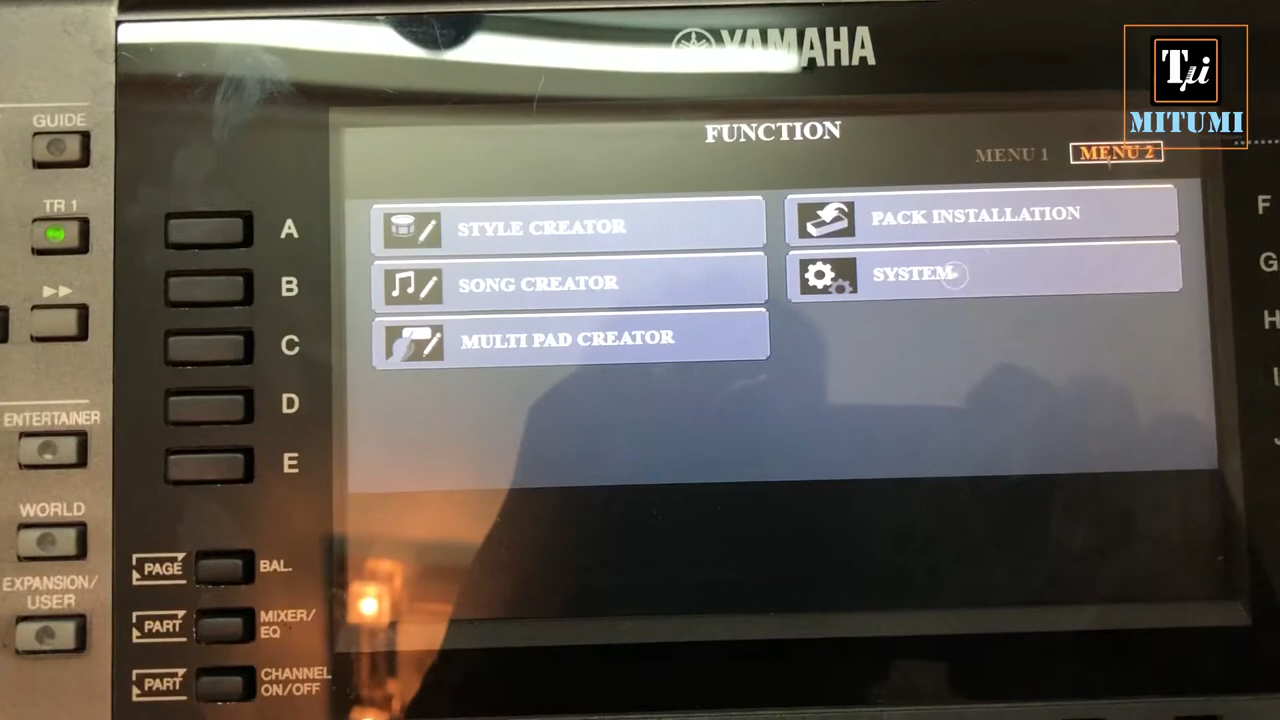 YAMAHA
Tμi
MITUMI
GUIDE
FUNCTION
MENU 1
MENU 2
TR 1
A
STYLE CREATOR
PACK INSTALLATION
F
B
SONG CREATOR
SYSTEM
G
C
MULTI PAD CREATOR
H
D
ENTERTAINER
E
WORLD
PAGE
BAL.
EXPANSION/
USER
PART
MIXER/
EQ
PART
CHANNEL
ON/OFF